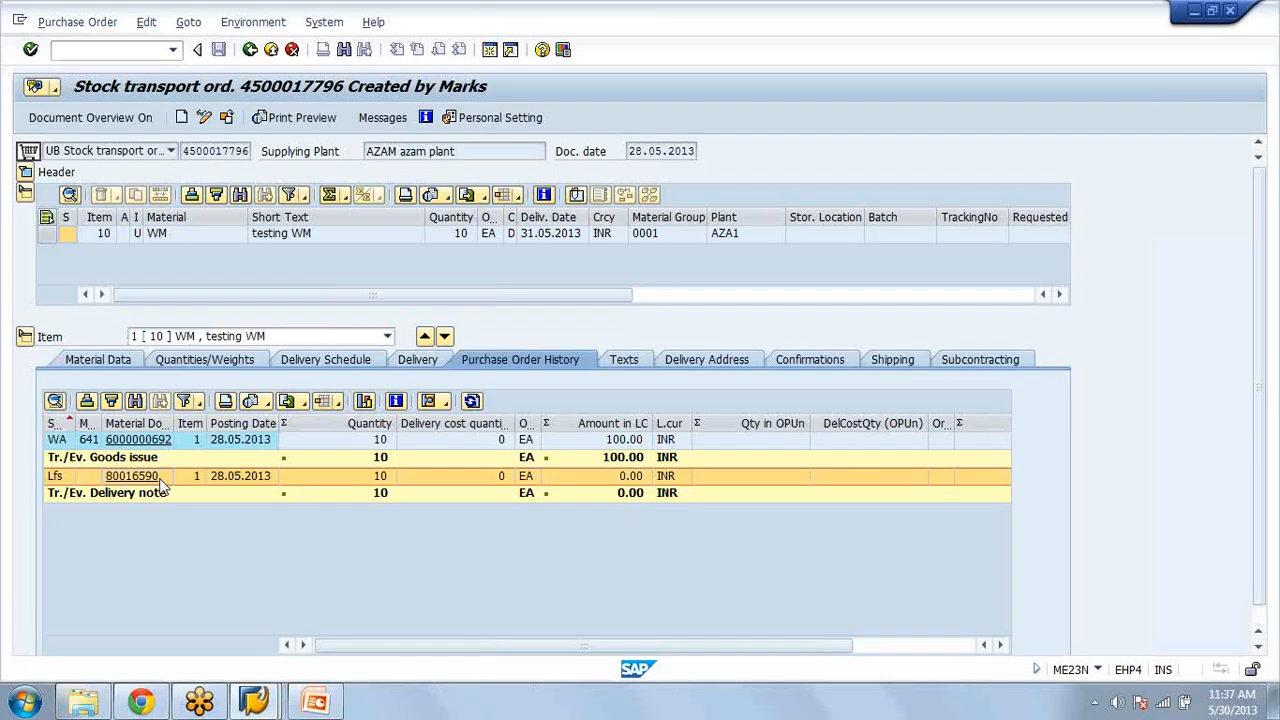 Purchase Order Edit Goto Environment System Help
Stock transport ord. 4500017796 Created by Marks
Document Overview On Print Preview Messages Personal Setting
UB Stock transport or... 4500017796 Supplying Plant AZAM azam plant Doc. date 28.05.2013
Header
S Item A I Material Short Text Quantity O... C Deliv. Date Crcy Material Group Plant Stor. Location Batch TrackingNo Requested
10 U WM testing WM 10 EA D 31.05.2013 INR 0001 AZA1
Item 1 [ 10 ] WM , testing WM
Material Data Quantities/Weights Delivery Schedule Delivery Purchase Order History Texts Delivery Address Confirmations Shipping Subcontracting
S... M... Material Do... Item Posting Date Σ Quantity Delivery cost quanti... O... Σ Amount in LC L.cur Σ Qty in OPUn DelCostQty (OPUn) Or... Σ
WA 641 6000000692 1 28.05.2013 10 0 EA 100.00 INR
Tr./Ev. Goods issue 10 EA 100.00 INR
Lfs 80016590 1 28.05.2013 10 0 EA 0.00 INR
Tr./Ev. Delivery note 10 EA 0.00 INR
SAP ME23N EHP4 INS
11:37 AM
5/30/2013